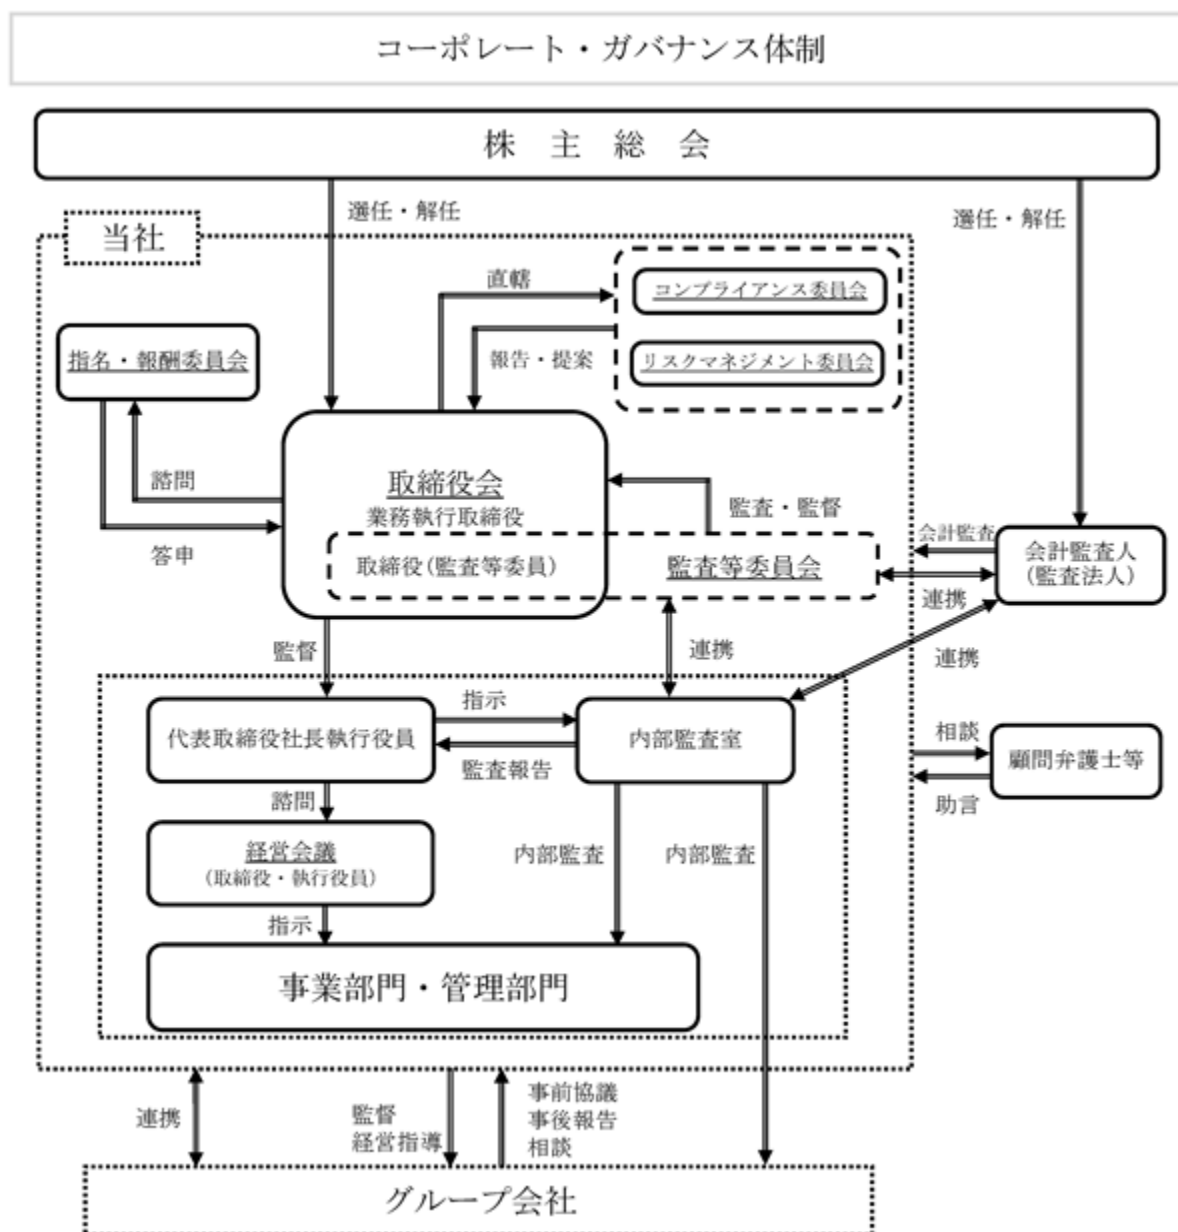 コーポレート・ガバナンス体制
株 主 総 会
選任・解任
選任・解任
当社
直轄
コンプライアンス委員会
指名・報酬委員会
報告・提案
リスクマネジメント委員会
諮問
取締役会
業務執行取締役
監査・監督
答申
取締役(監査等委員)
監査等委員会
会計監査
会計監査人
(監査法人)
連携
監督
連携
連携
代表取締役社長執行役員
指示
監査報告
内部監査室
相談
顧問弁護士等
助言
諮問
経営会議
(取締役・執行役員)
内部監査
内部監査
指示
事業部門・管理部門
連携
監督
経営指導
事前協議
事後報告
相談
グループ会社